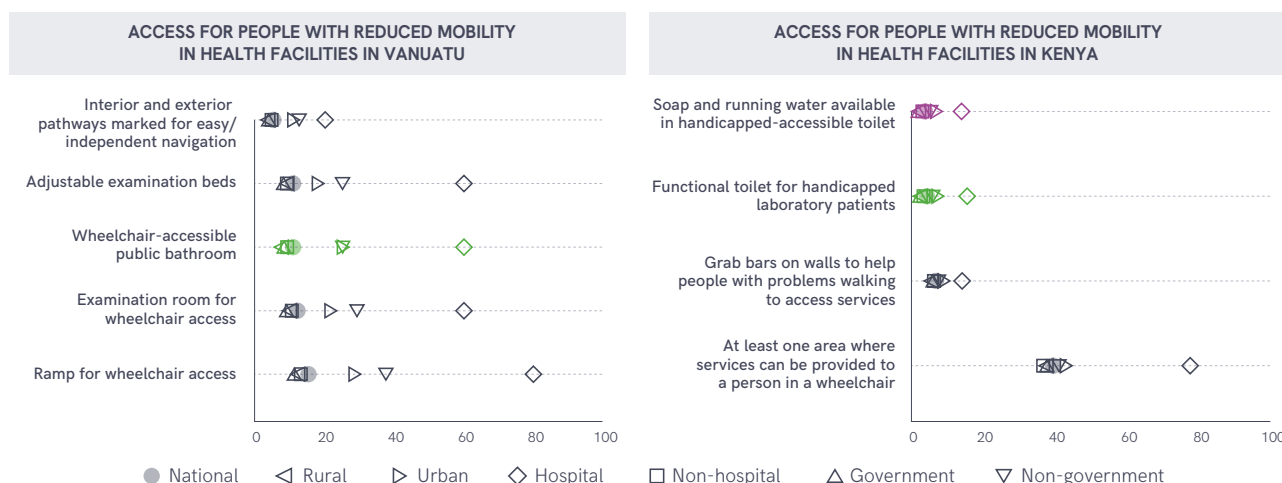 ACCESS FOR PEOPLE WITH REDUCED MOBILITY
IN HEALTH FACILITIES IN VANUATU
Interior and exterior
pathways marked for easy/
independent navigation
Adjustable examination beds
Wheelchair-accessible
public bathroom
Examination room for
wheelchair access
Ramp for wheelchair access
0 20 40 60 80 100
ACCESS FOR PEOPLE WITH REDUCED MOBILITY
IN HEALTH FACILITIES IN KENYA
Soap and running water available
in handicapped-accessible toilet
Functional toilet for handicapped
laboratory patients
Grab bars on walls to help
people with problems walking
to access services
At least one area where
services can be provided to
a person in a wheelchair
0 20 40 60 80 100
National Rural Urban Hospital Non-hospital Government Non-government